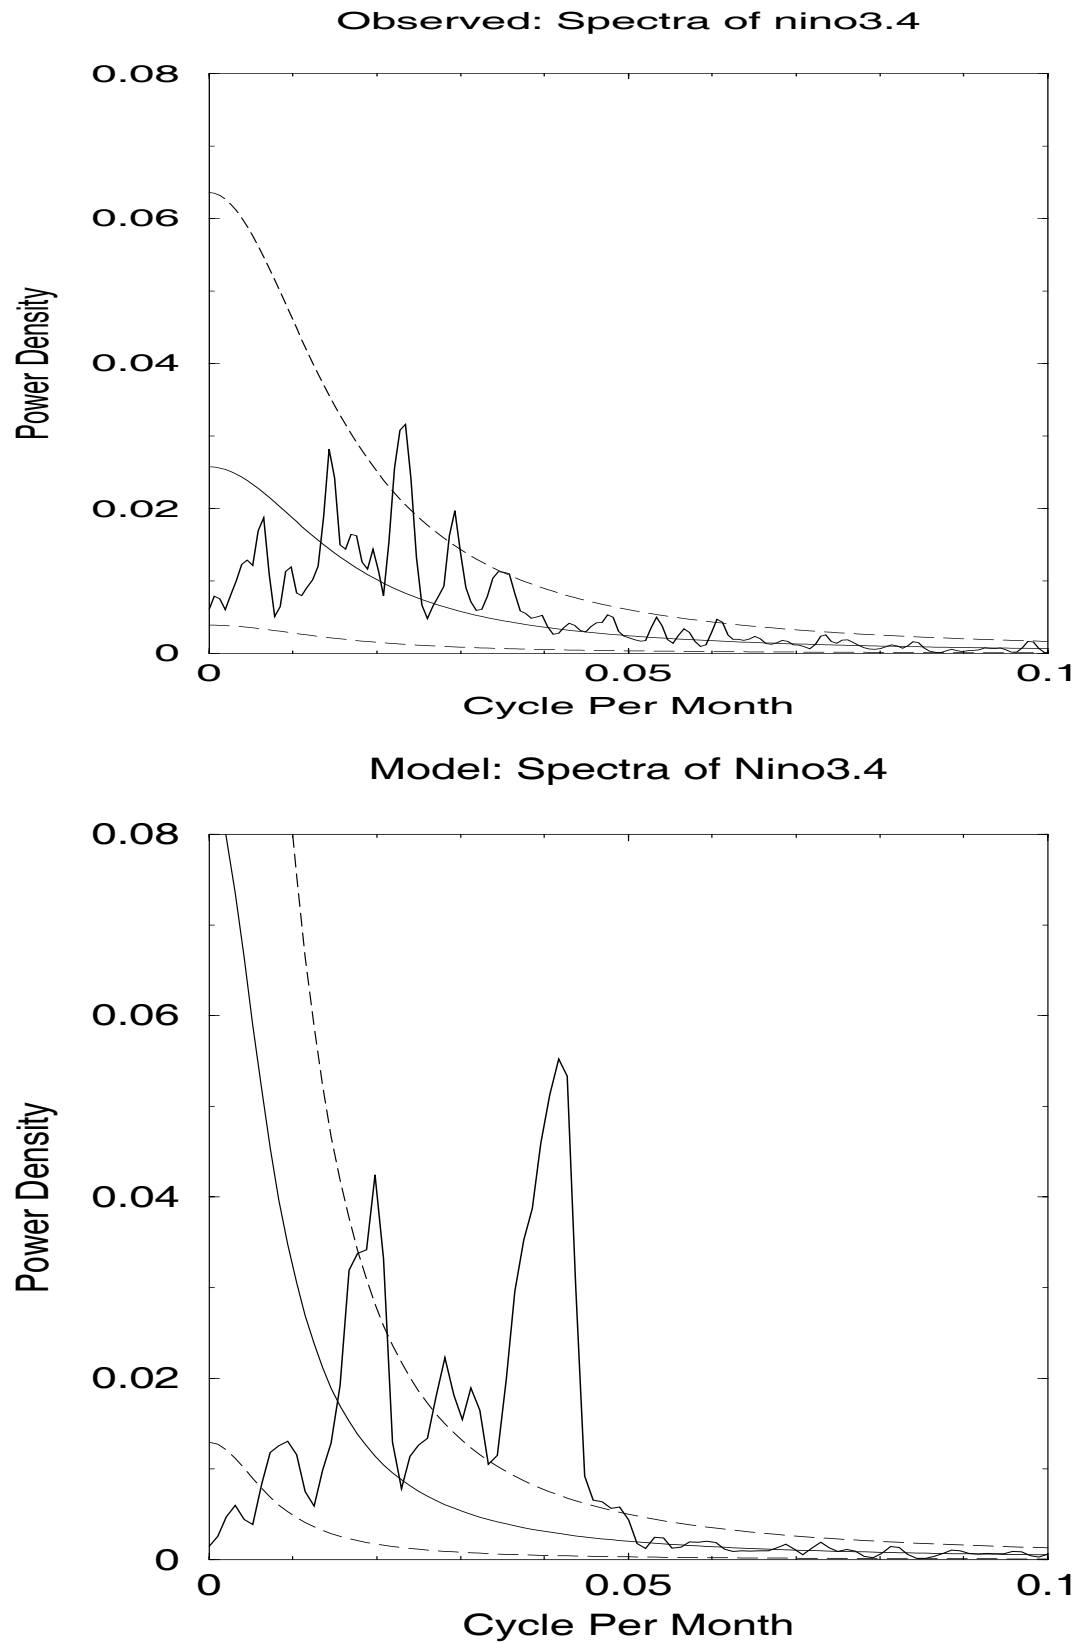 Observed: Spectra of nino3.4
0.08
0.06
0.04
0.02
0
Power Density
0
0.05
0.1
Cycle Per Month
Model: Spectra of Nino3.4
0.08
0.06
0.04
0.02
0
Power Density
0
0.05
0.1
Cycle Per Month